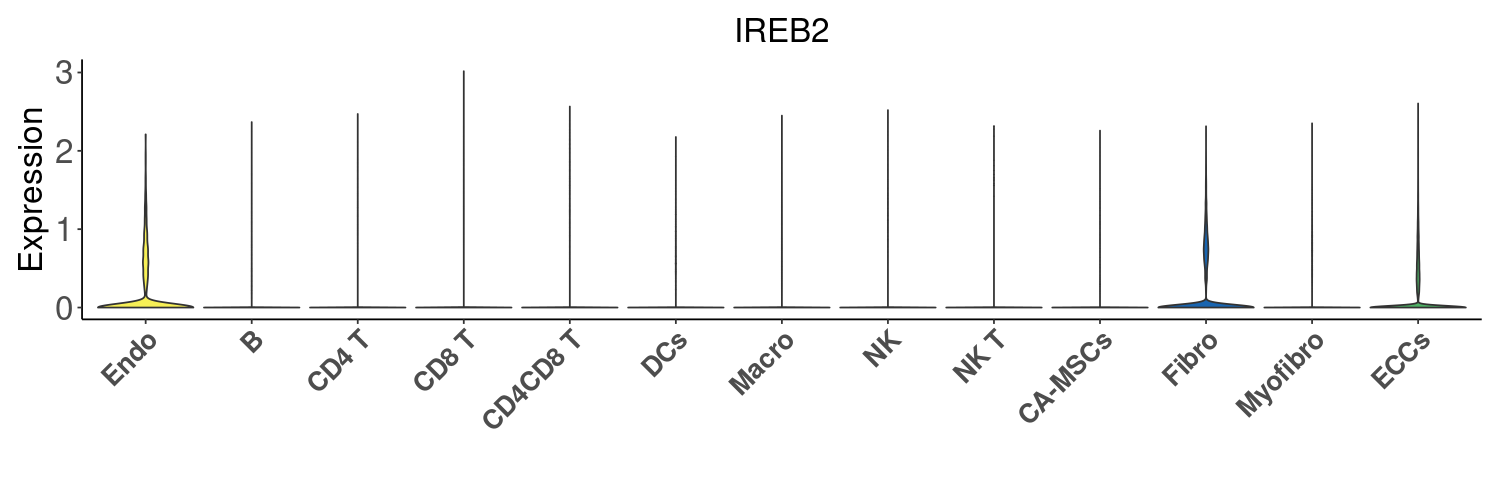 IREB2
Expression
3
2
1
0
Endo
B
CD4 T
CD8 T
CD4CD8 T
DCs
Macro
NK
NK T
CA-MSCs
Fibro
Myofibro
ECCs